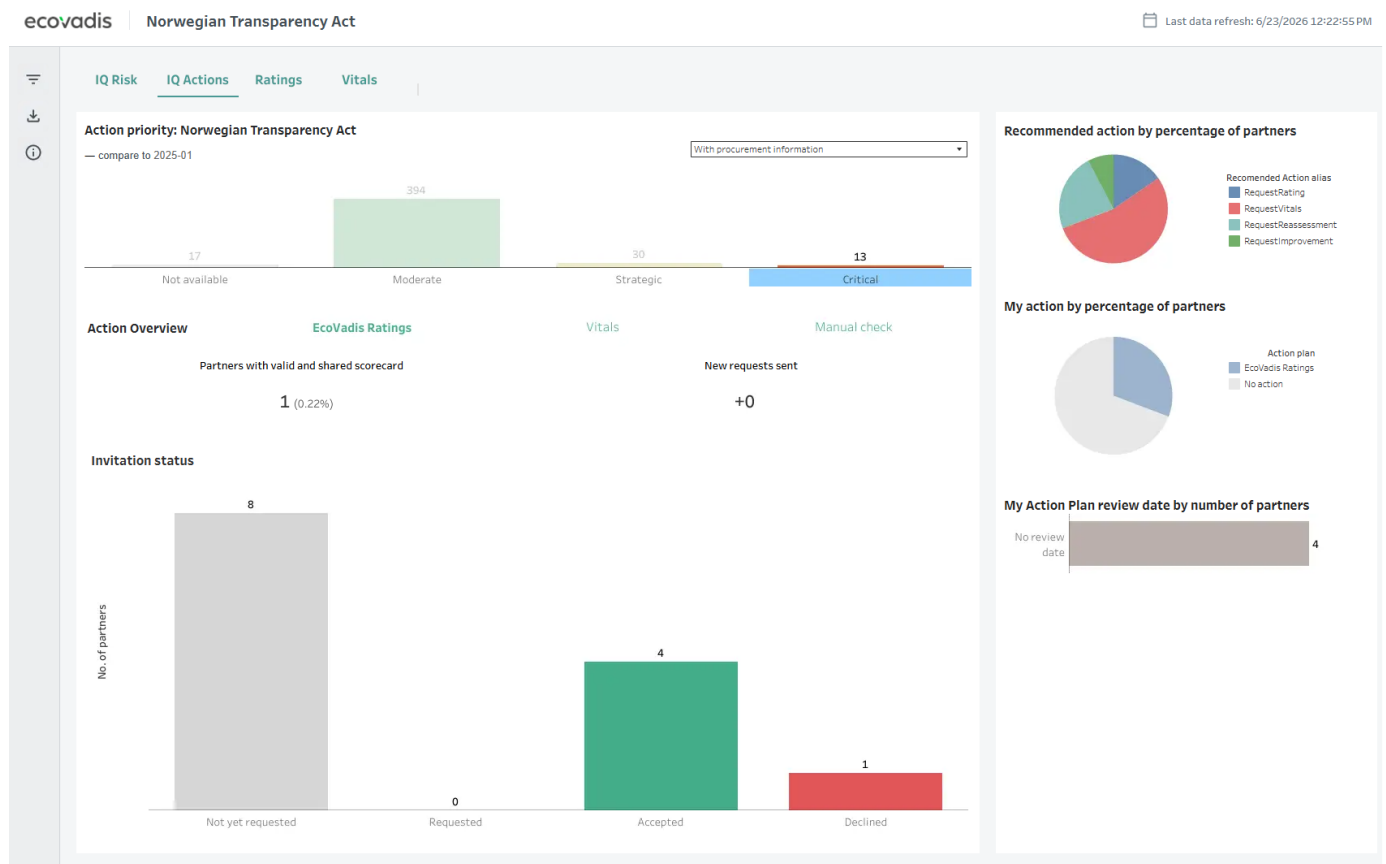 ecovadis
Norwegian Transparency Act
Last data refresh: 6/23/2026 12:22:55 PM
IQ Risk
IQ Actions
Ratings
Vitals
Action priority: Norwegian Transparency Act
— compare to 2025-01
With procurement information
17
394
30
13
Not available
Moderate
Strategic
Critical
Action Overview
EcoVadis Ratings
Vitals
Manual check
Partners with valid and shared scorecard
New requests sent
1 (0.22%)
+0
Invitation status
No. of partners
8
0
4
1
Not yet requested
Requested
Accepted
Declined
Recommended action by percentage of partners
Recomended Action alias
RequestRating
RequestVitals
RequestReassessment
RequestImprovement
My action by percentage of partners
Action plan
EcoVadis Ratings
No action
My Action Plan review date by number of partners
No review
date
4